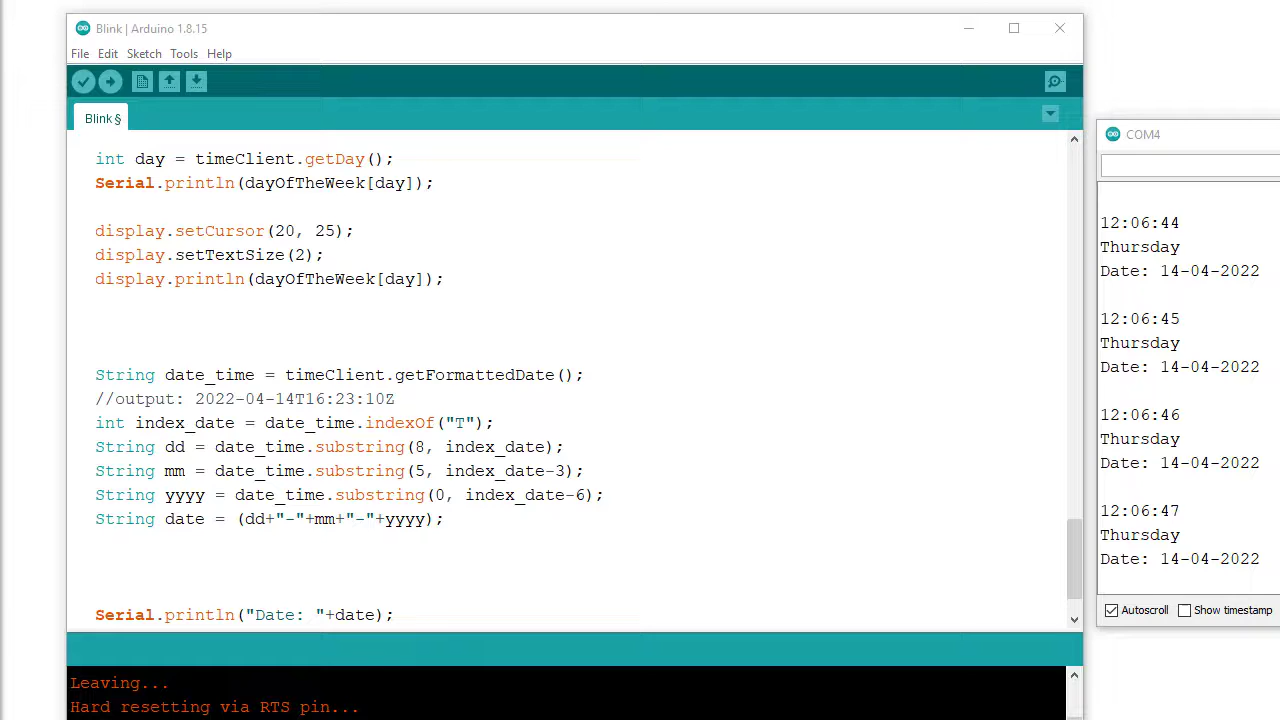 Blink | Arduino 1.8.15
File Edit Sketch Tools Help
Blink §
int day = timeClient.getDay();
Serial.println(dayOfTheWeek[day]);
display.setCursor(20, 25);
display.setTextSize(2);
display.println(dayOfTheWeek[day]);
String date_time = timeClient.getFormattedDate();
//output: 2022-04-14T16:23:10Z
int index_date = date_time.indexOf("T");
String dd = date_time.substring(8, index_date);
String mm = date_time.substring(5, index_date-3);
String yyyy = date_time.substring(0, index_date-6);
String date = (dd+"-"+mm+"-"+yyyy);
Serial.println("Date: "+date);
Leaving...
Hard resetting via RTS pin...
COM4
12:06:44
Thursday
Date: 14-04-2022
12:06:45
Thursday
Date: 14-04-2022
12:06:46
Thursday
Date: 14-04-2022
12:06:47
Thursday
Date: 14-04-2022
Autoscroll Show timestamp